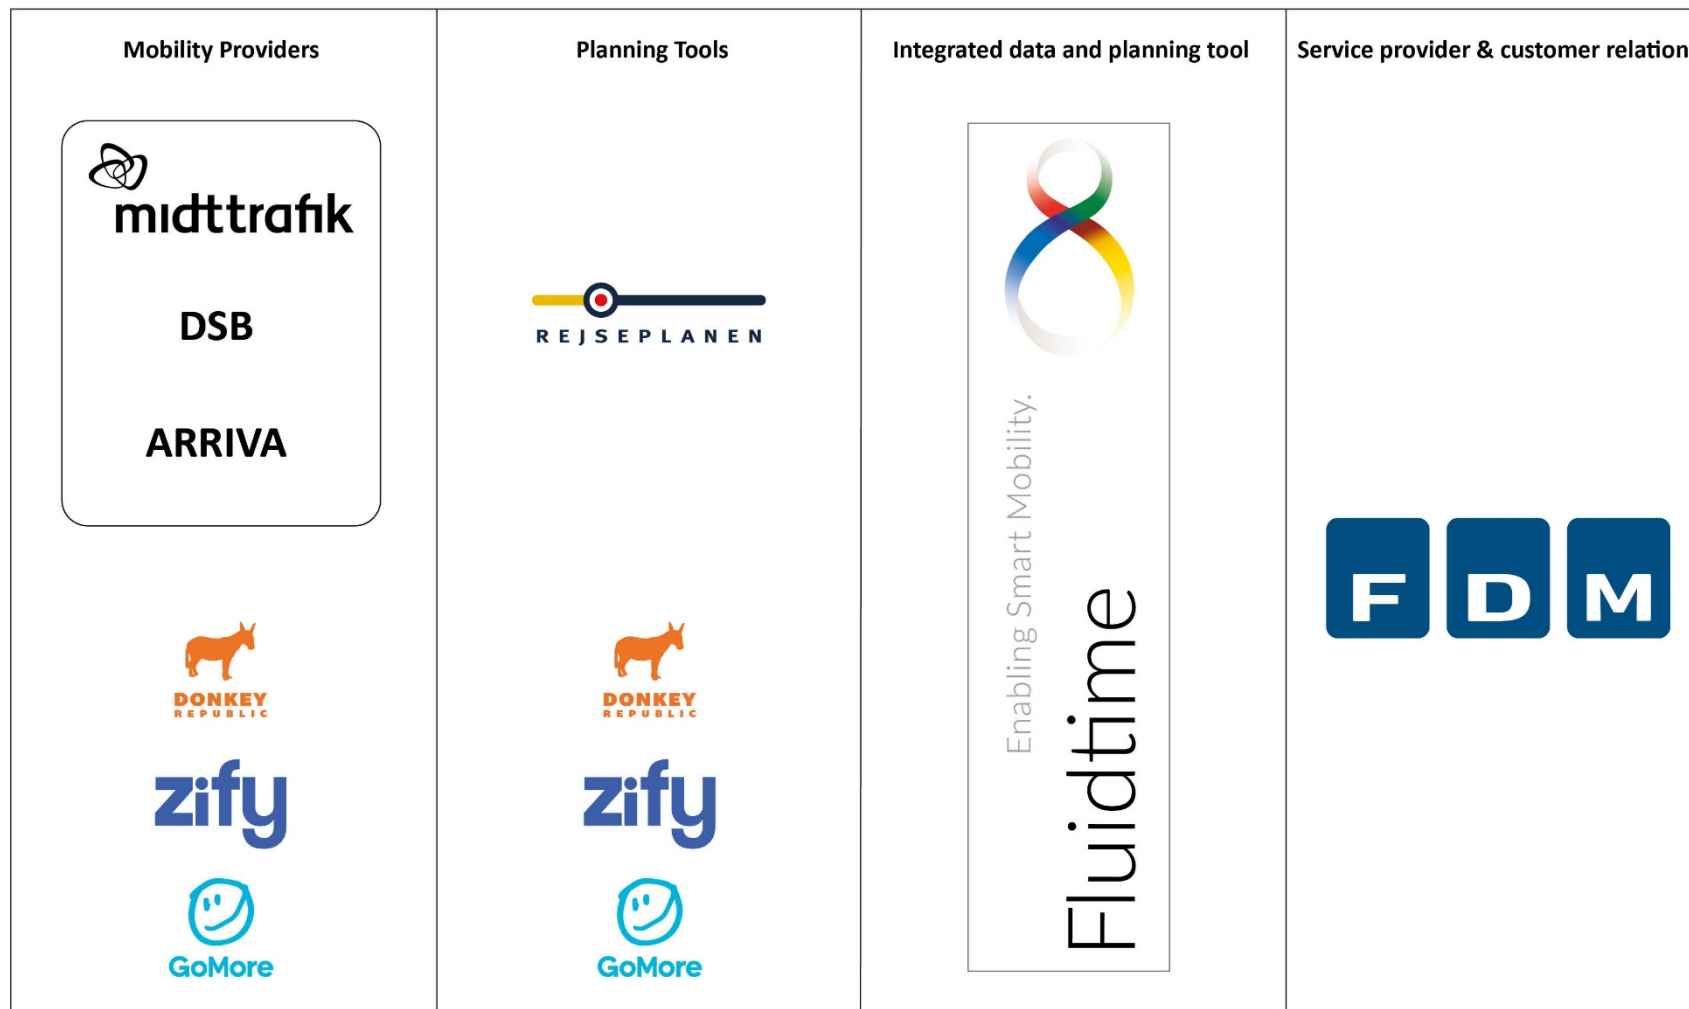 Mobility Providers
Planning Tools
Integrated data and planning tool
Service provider & customer relation
midttrafik
DSB
ARRIVA
DONKEY
REPUBLIC
zify
GoMore
REJSEPLANEN
DONKEY
REPUBLIC
zify
GoMore
Enabling Smart Mobility.
Fluidtime
FDM